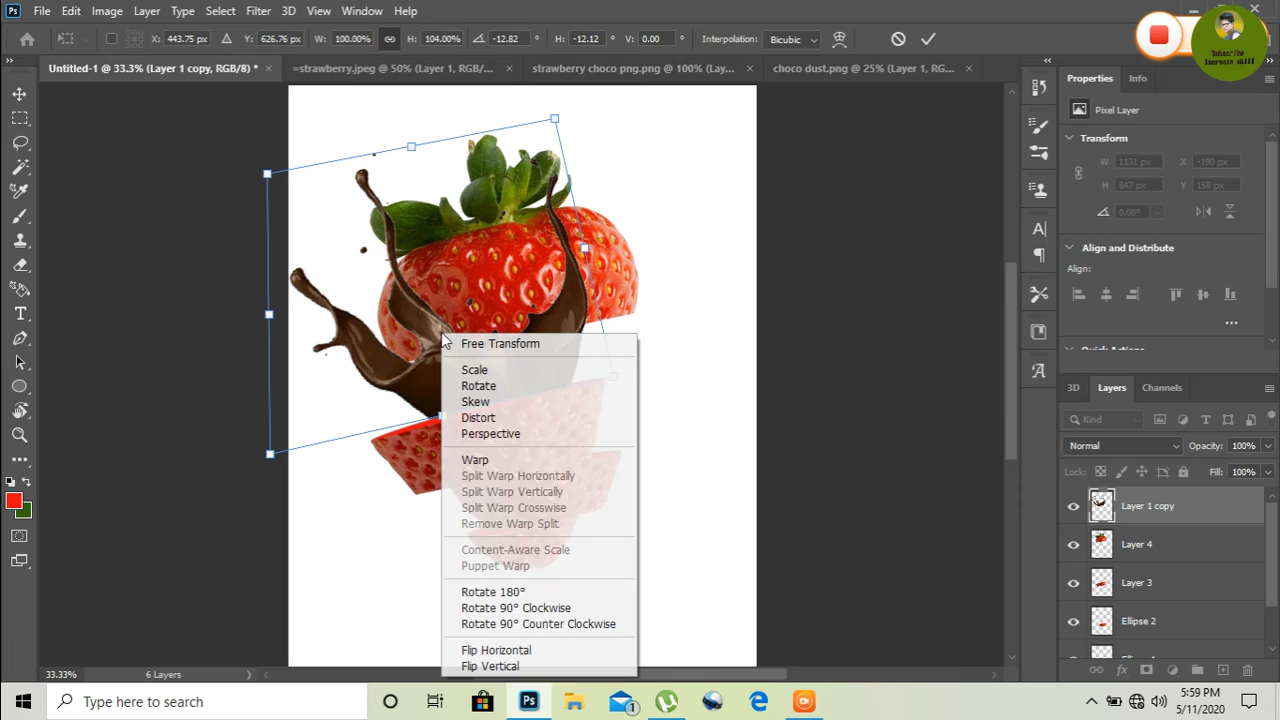 Ps File Edit Image Layer Type Select Filter 3D View Window Help
X: 443.75 px Y: 626.76 px W: 100.00% H: 104.00% -12.82 ° H: -12.12 ° V: 0.00 ° Interpolation: Bicubic
Subscribe
Increase skill
Untitled-1 @ 33.3% (Layer 1 copy, RGB/8) * × =strawberry.jpeg @ 50% (Layer 1, RGB/... × strawberry choco png.png @ 100% (Lay... × choco dust.png @ 25% (Layer 1, RG... ×
Properties Info
Pixel Layer
Transform
W 1131 px X -190 px
H 847 px Y 158 px
0.00°
Align and Distribute
Align:
Quick Actions
Free Transform
Scale
Rotate
Skew
Distort
Perspective
Warp
Split Warp Horizontally
Split Warp Vertically
Split Warp Crosswise
Remove Warp Split
Content-Aware Scale
Puppet Warp
Rotate 180°
Rotate 90° Clockwise
Rotate 90° Counter Clockwise
Flip Horizontal
Flip Vertical
3D Layers Channels
Kind
Normal Opacity: 100%
Lock: Fill: 100%
Layer 1 copy
Layer 4
Layer 3
Ellipse 2
33.33% 6 Layers
Type here to search
Ps
1
5:59 PM
5/11/2020